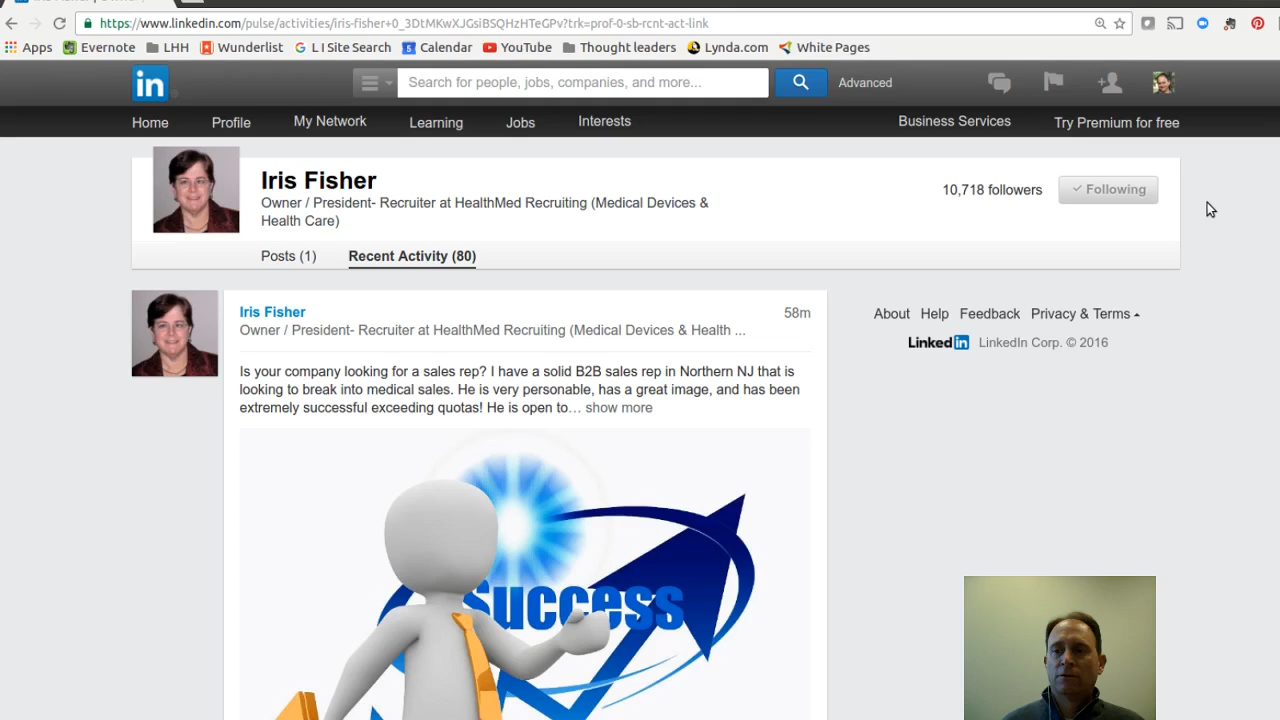 https://www.linkedin.com/pulse/activities/iris-fisher+0_3DtMKwXJGsiBSQHzHTeGPv?trk=prof-0-sb-rcnt-act-link
Apps Evernote LHH Wunderlist L I Site Search Calendar YouTube Thought leaders Lynda.com White Pages
in Search for people, jobs, companies, and more... Advanced
Home Profile My Network Learning Jobs Interests Business Services Try Premium for free
Iris Fisher
Owner / President- Recruiter at HealthMed Recruiting (Medical Devices &
Health Care)
10,718 followers Following
Posts (1) Recent Activity (80)
Iris Fisher 58m
Owner / President- Recruiter at HealthMed Recruiting (Medical Devices & Health ...
Is your company looking for a sales rep? I have a solid B2B sales rep in Northern NJ that is
looking to break into medical sales. He is very personable, has a great image, and has been
extremely successful exceeding quotas! He is open to… show more
Success
About Help Feedback Privacy & Terms
Linked in LinkedIn Corp. © 2016